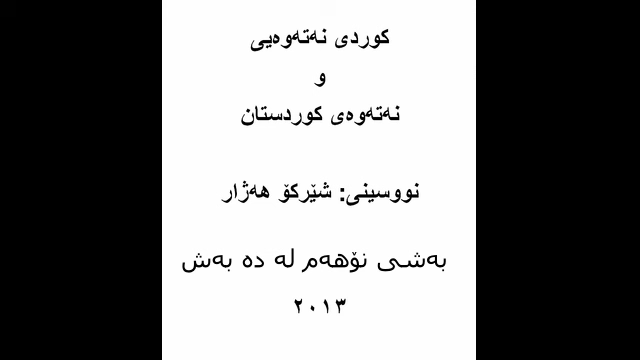 کوردی نەتەوەیی
و
نەتەوەی کوردستان
نووسینی: شێرکۆ هەژار
بەشی نۆهەم لە دە بەش
٢٠١٣